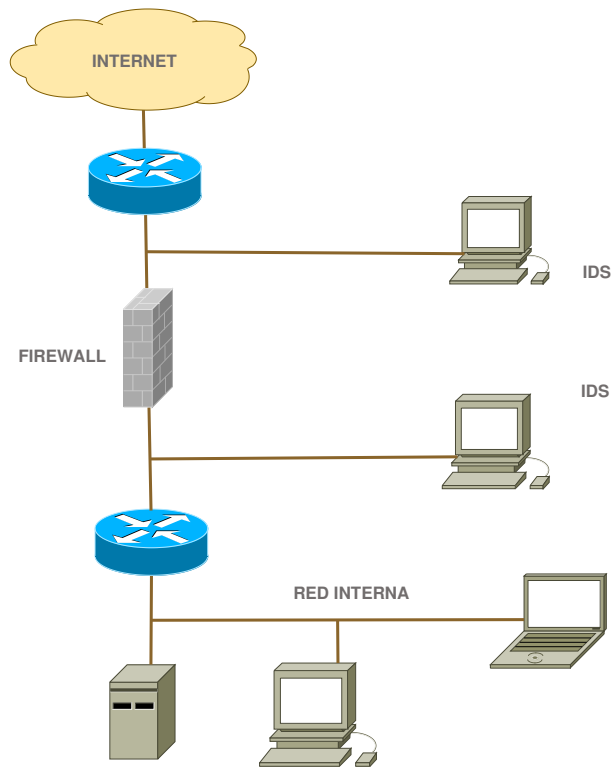 INTERNET
IDS
FIREWALL
IDS
RED INTERNA